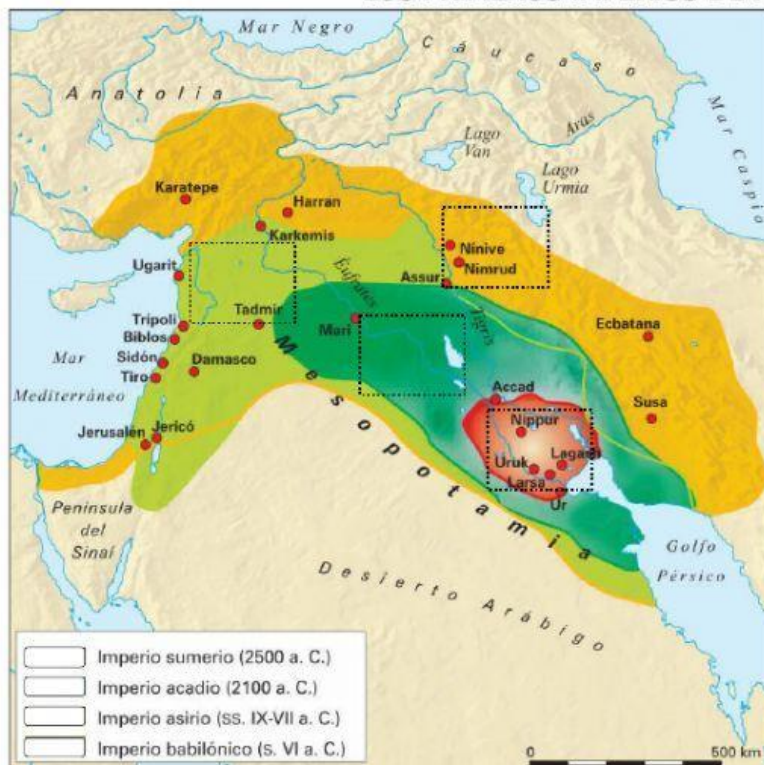 Mar Negro
Cáucaso
Anatolia
Mar Caspio
Aras
Lago
Van
Lago
Urmia
Karatepe
Harran
Karkemis
Nínive
Nimrud
Ugarit
Assur
Éufrates
Tigris
Trípoli
Tadmir
Mari
Ecbatana
Biblos
Sidón
Damasco
Tiro
Mar
Mediterráneo
Mesopotamia
Accad
Susa
Nippur
Jerusalén
Jericó
Uruk
Lagash
Larsa
Ur
Península
del
Sinaí
Golfo
Pérsico
Desierto Arábigo
Imperio sumerio (2500 a. C.)
Imperio acadio (2100 a. C.)
Imperio asirio (ss. IX-VII a. C.)
Imperio babilónico (s. VI a. C.)
0 500 km